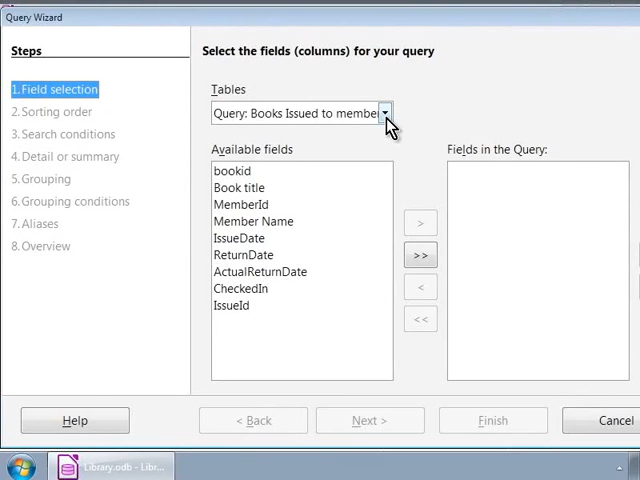 Query Wizard
Steps
Select the fields (columns) for your query
1.Field selection
2.Sorting order
3.Search conditions
4.Detail or summary
5.Grouping
6.Grouping conditions
7.Aliases
8.Overview
Tables
Query: Books Issued to membe
Available fields
Fields in the Query:
bookid
Book title
MemberId
Member Name
IssueDate
ReturnDate
ActualReturnDate
CheckedIn
IssueId
>
>>
<
<<
Help
< Back
Next >
Finish
Cancel
Library.odb - Libr...